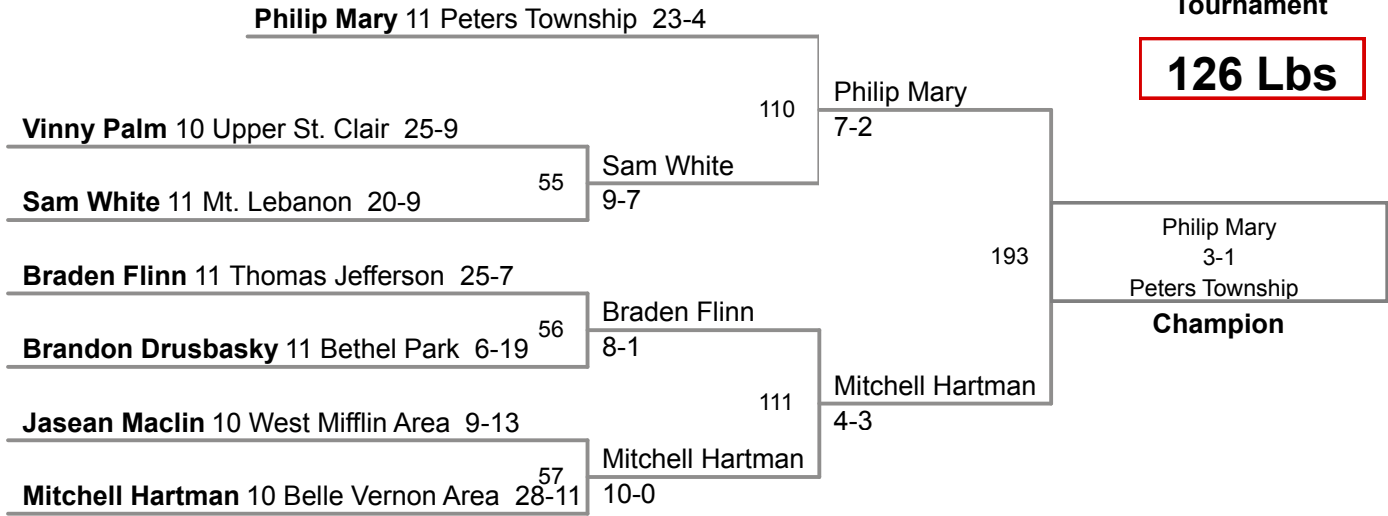 Tournament
126 Lbs
Philip Mary 11 Peters Township 23-4
110
Philip Mary
7-2
Vinny Palm 10 Upper St. Clair 25-9
55
Sam White
9-7
Sam White 11 Mt. Lebanon 20-9
193
Philip Mary
3-1
Peters Township
Champion
Braden Flinn 11 Thomas Jefferson 25-7
56
Braden Flinn
8-1
Brandon Drusbasky 11 Bethel Park 6-19
111
Mitchell Hartman
4-3
Jasean Maclin 10 West Mifflin Area 9-13
57
Mitchell Hartman
10-0
Mitchell Hartman 10 Belle Vernon Area 28-11